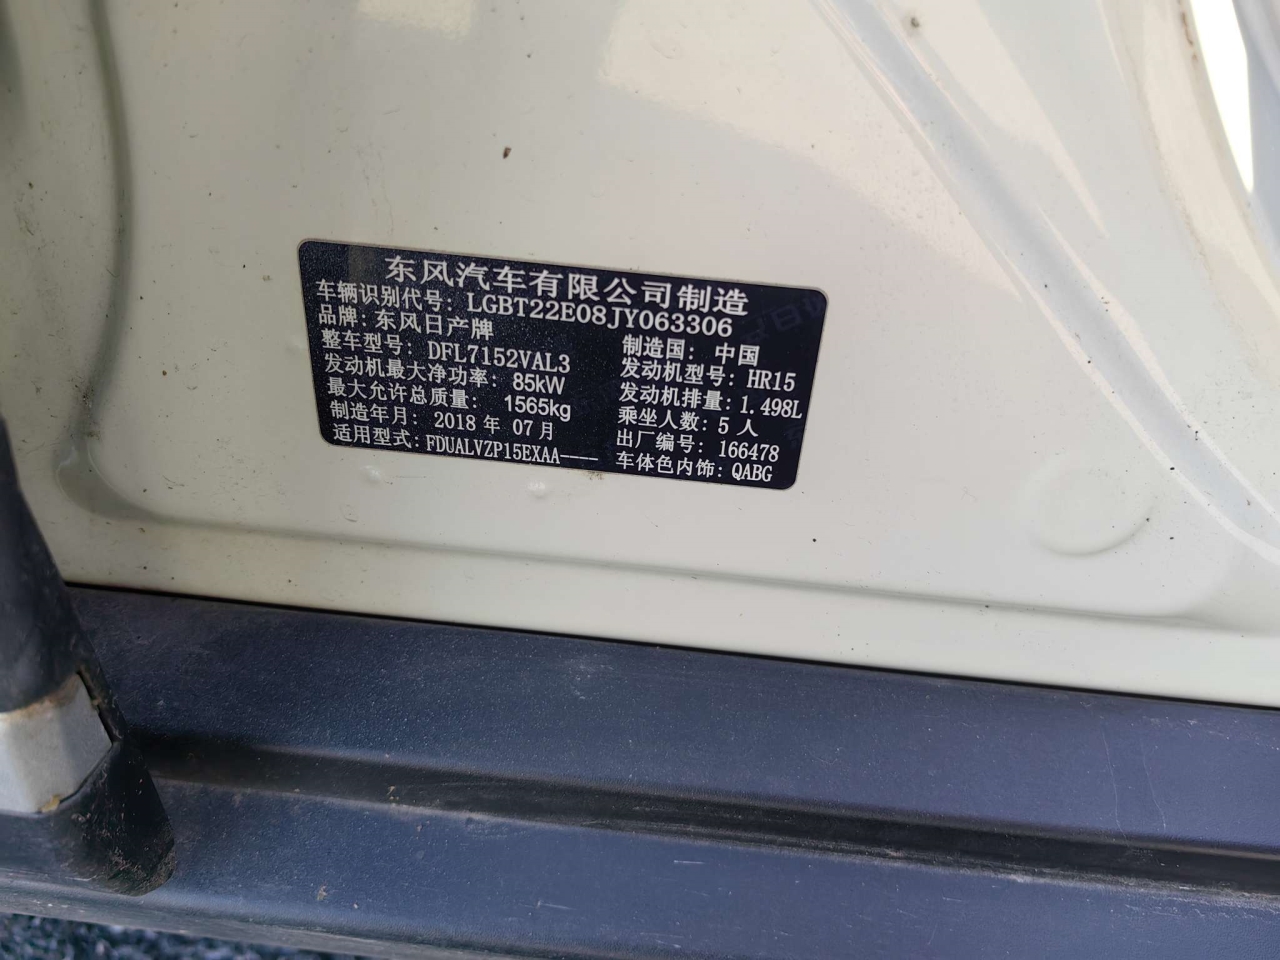 东风汽车有限公司制造
车辆识别代号: LGBT22E08JY063306
品牌: 东风日产牌
制造国: 中国
整车型号: DFL7152VAL3
发动机型号: HR15
发动机最大净功率: 85kW
发动机排量: 1.498L
最大允许总质量: 1565kg
乘坐人数: 5 人
制造年月: 2018 年 07 月
出厂编号: 166478
适用型式: FDUALVZP15EXAA——
车体色内饰: QABG